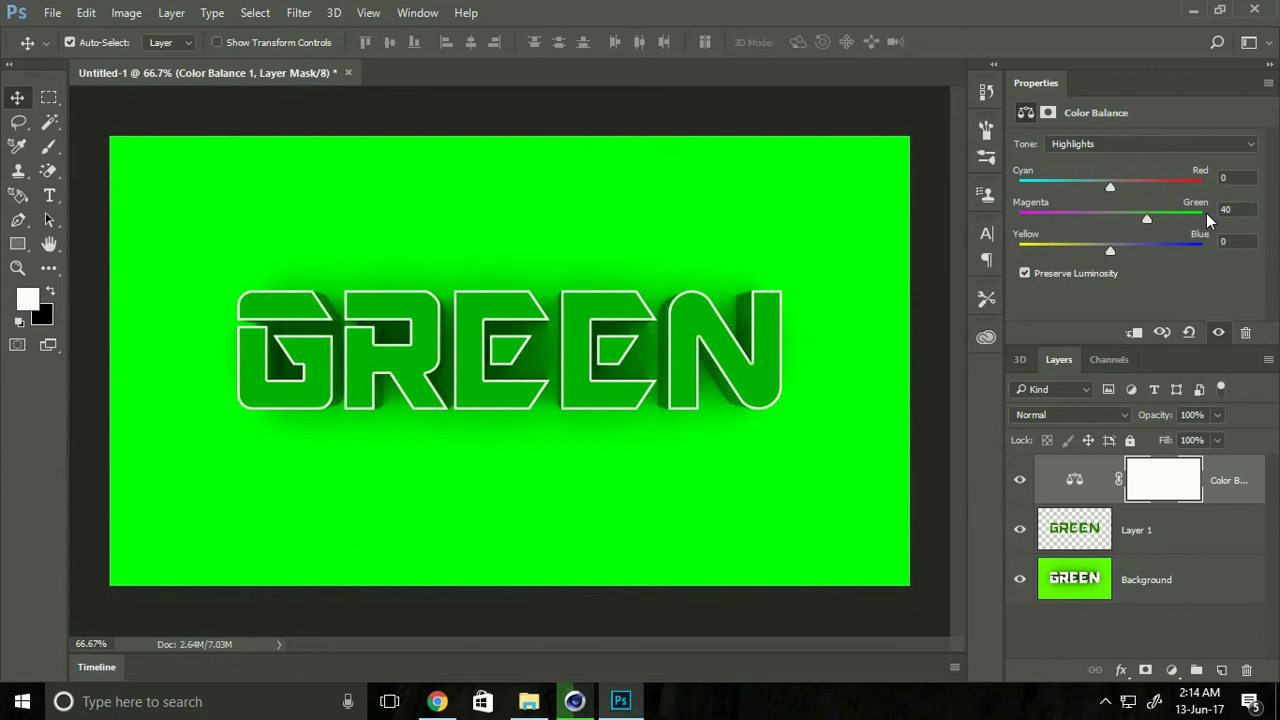 Ps File Edit Image Layer Type Select Filter 3D View Window Help
Auto-Select: Layer Show Transform Controls 3D Mode:
Untitled-1 @ 66.7% (Color Balance 1, Layer Mask/8) * ×
Properties
Color Balance
Tone: Highlights
Cyan Red 0
Magenta Green 40
Yellow Blue 0
Preserve Luminosity
GREEN
3D Layers Channels
Kind
Normal Opacity: 100%
Lock: Fill: 100%
Color B...
GREEN Layer 1
GREEN Background
66.67% Doc: 2.64M/7.03M
Timeline
Type here to search
Ps
2:14 AM
13-Jun-17
5